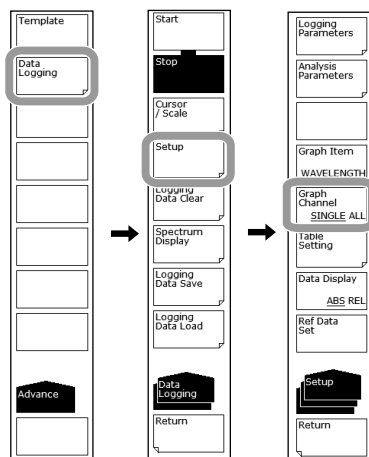 Template
Data
Logging
Advance
Start
Stop
Cursor
/ Scale
Setup
Logging
Data Clear
Spectrum
Display
Logging
Data Save
Logging
Data Load
Data
Logging
Return
Logging
Parameters
Analysis
Parameters
Graph Item
WAVELENGTH
Graph
Channel
SINGLE ALL
Table
Setting
Data Display
ABS REL
Ref Data
Set
Setup
Return